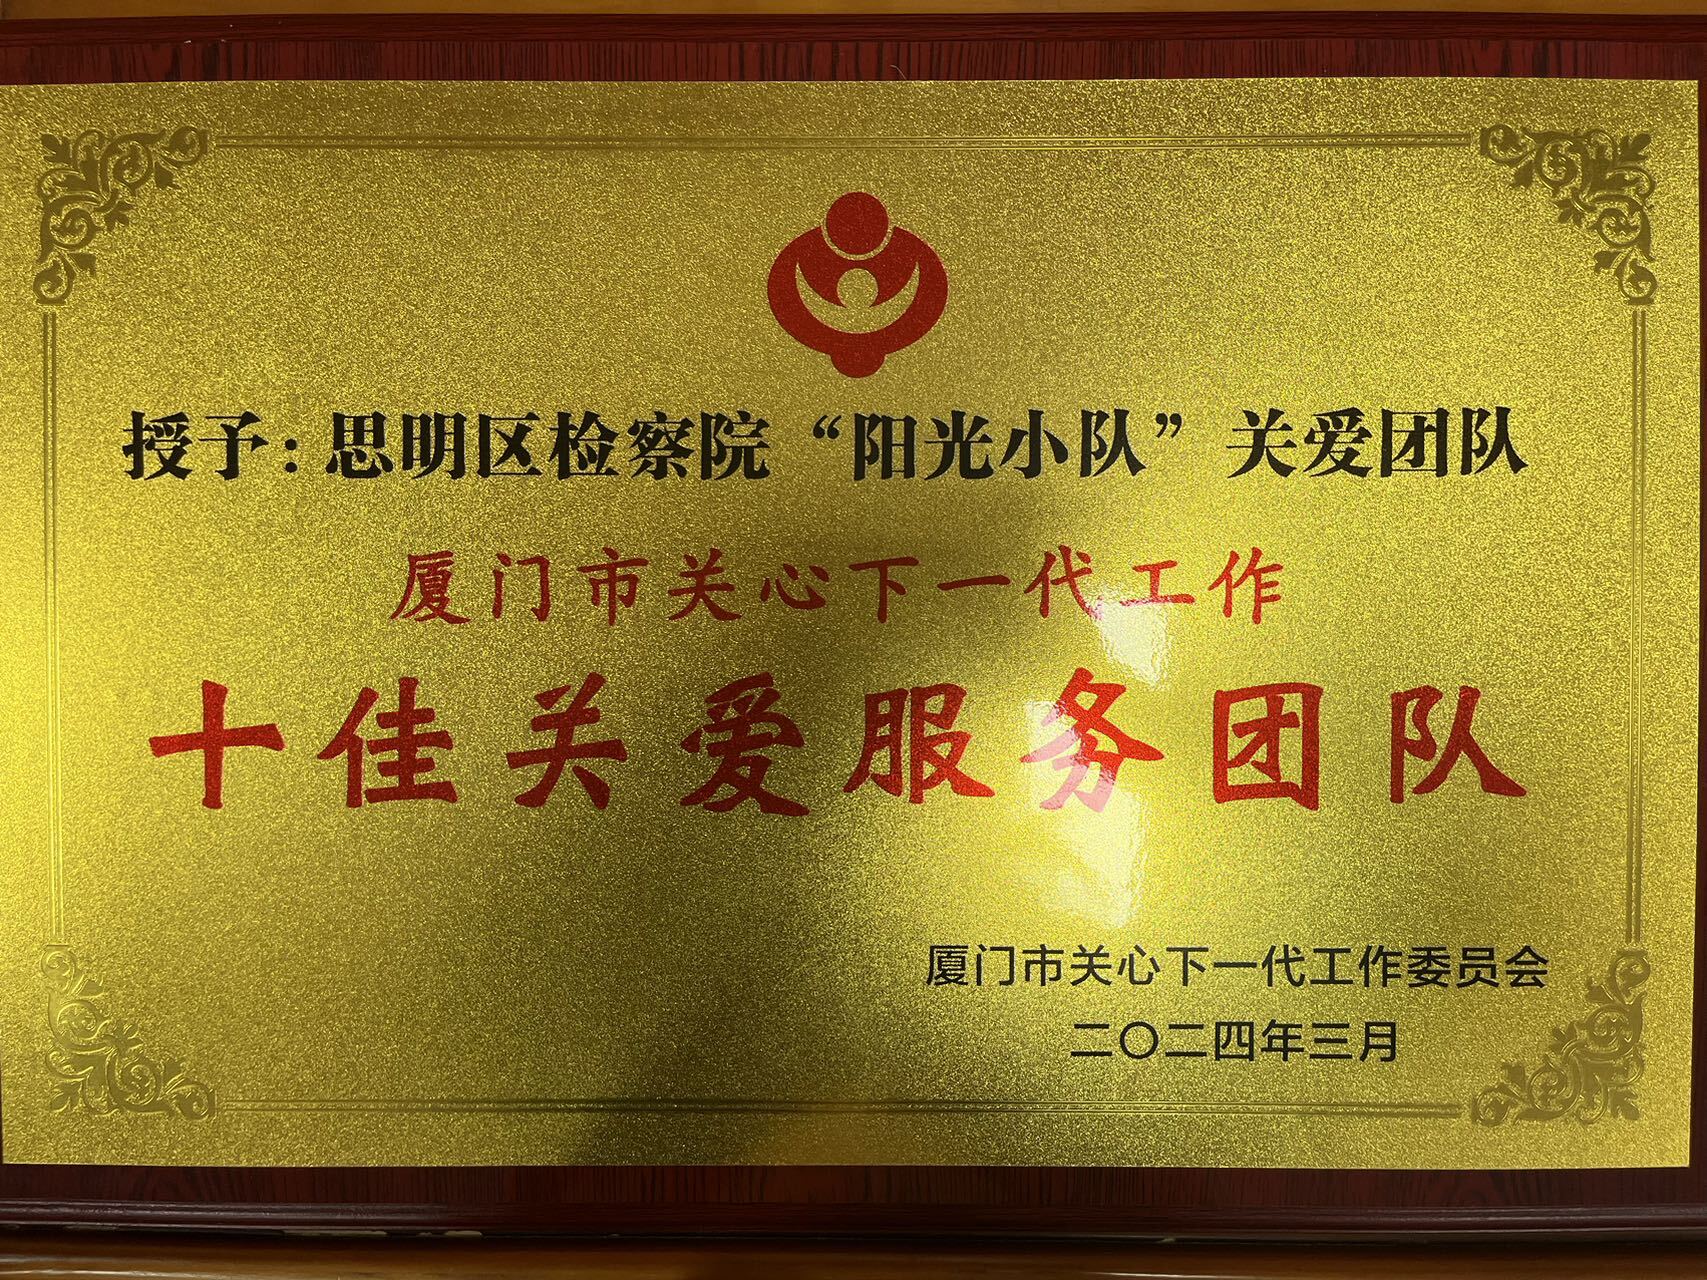 授予：思明区检察院“阳光小队”关爱团队
厦门市关心下一代工作
十佳关爱服务团队
厦门市关心下一代工作委员会
二〇二四年三月